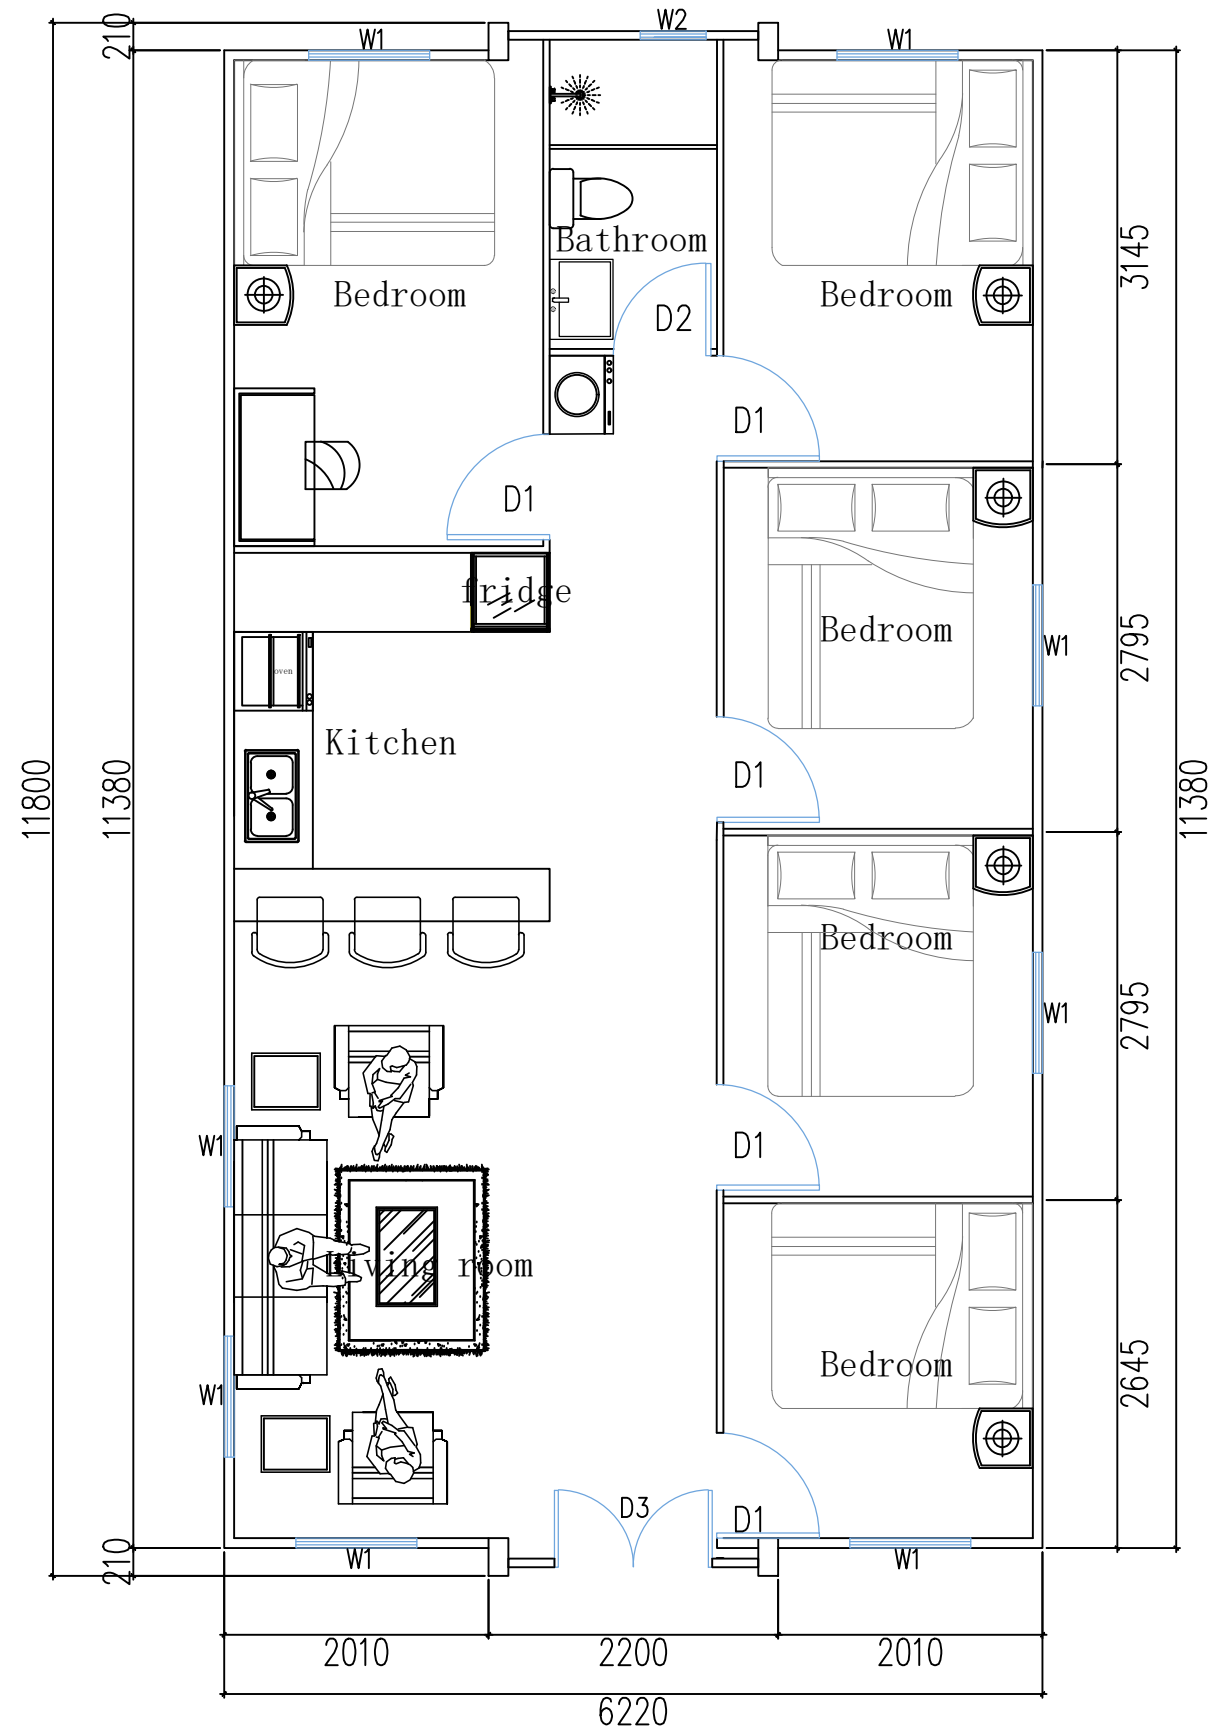 210
W1
W2
W1
Bathroom
3145
Bedroom
Bedroom
D2
D1
D1
fridge
Bedroom
W1
2795
oven
Kitchen
D1
11800
11380
11380
Bedroom
W1
2795
W1
D1
Living room
Bedroom
2645
W1
D3
D1
210
W1
W1
2010
2200
2010
6220